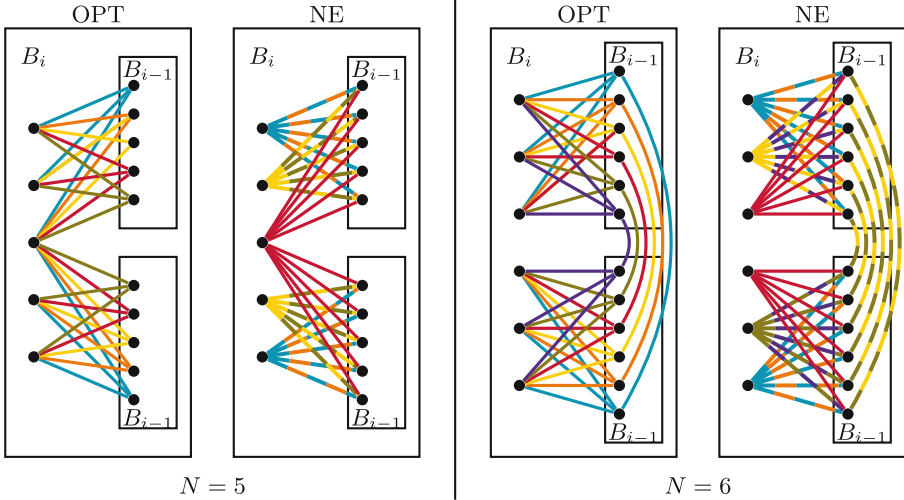 OPT NE OPT NE
B_{i-1} B_{i-1} B_{i-1} B_{i-1}
B_i B_i B_i B_i
B_{i-1} B_{i-1} B_{i-1} B_{i-1}
N = 5 N = 6